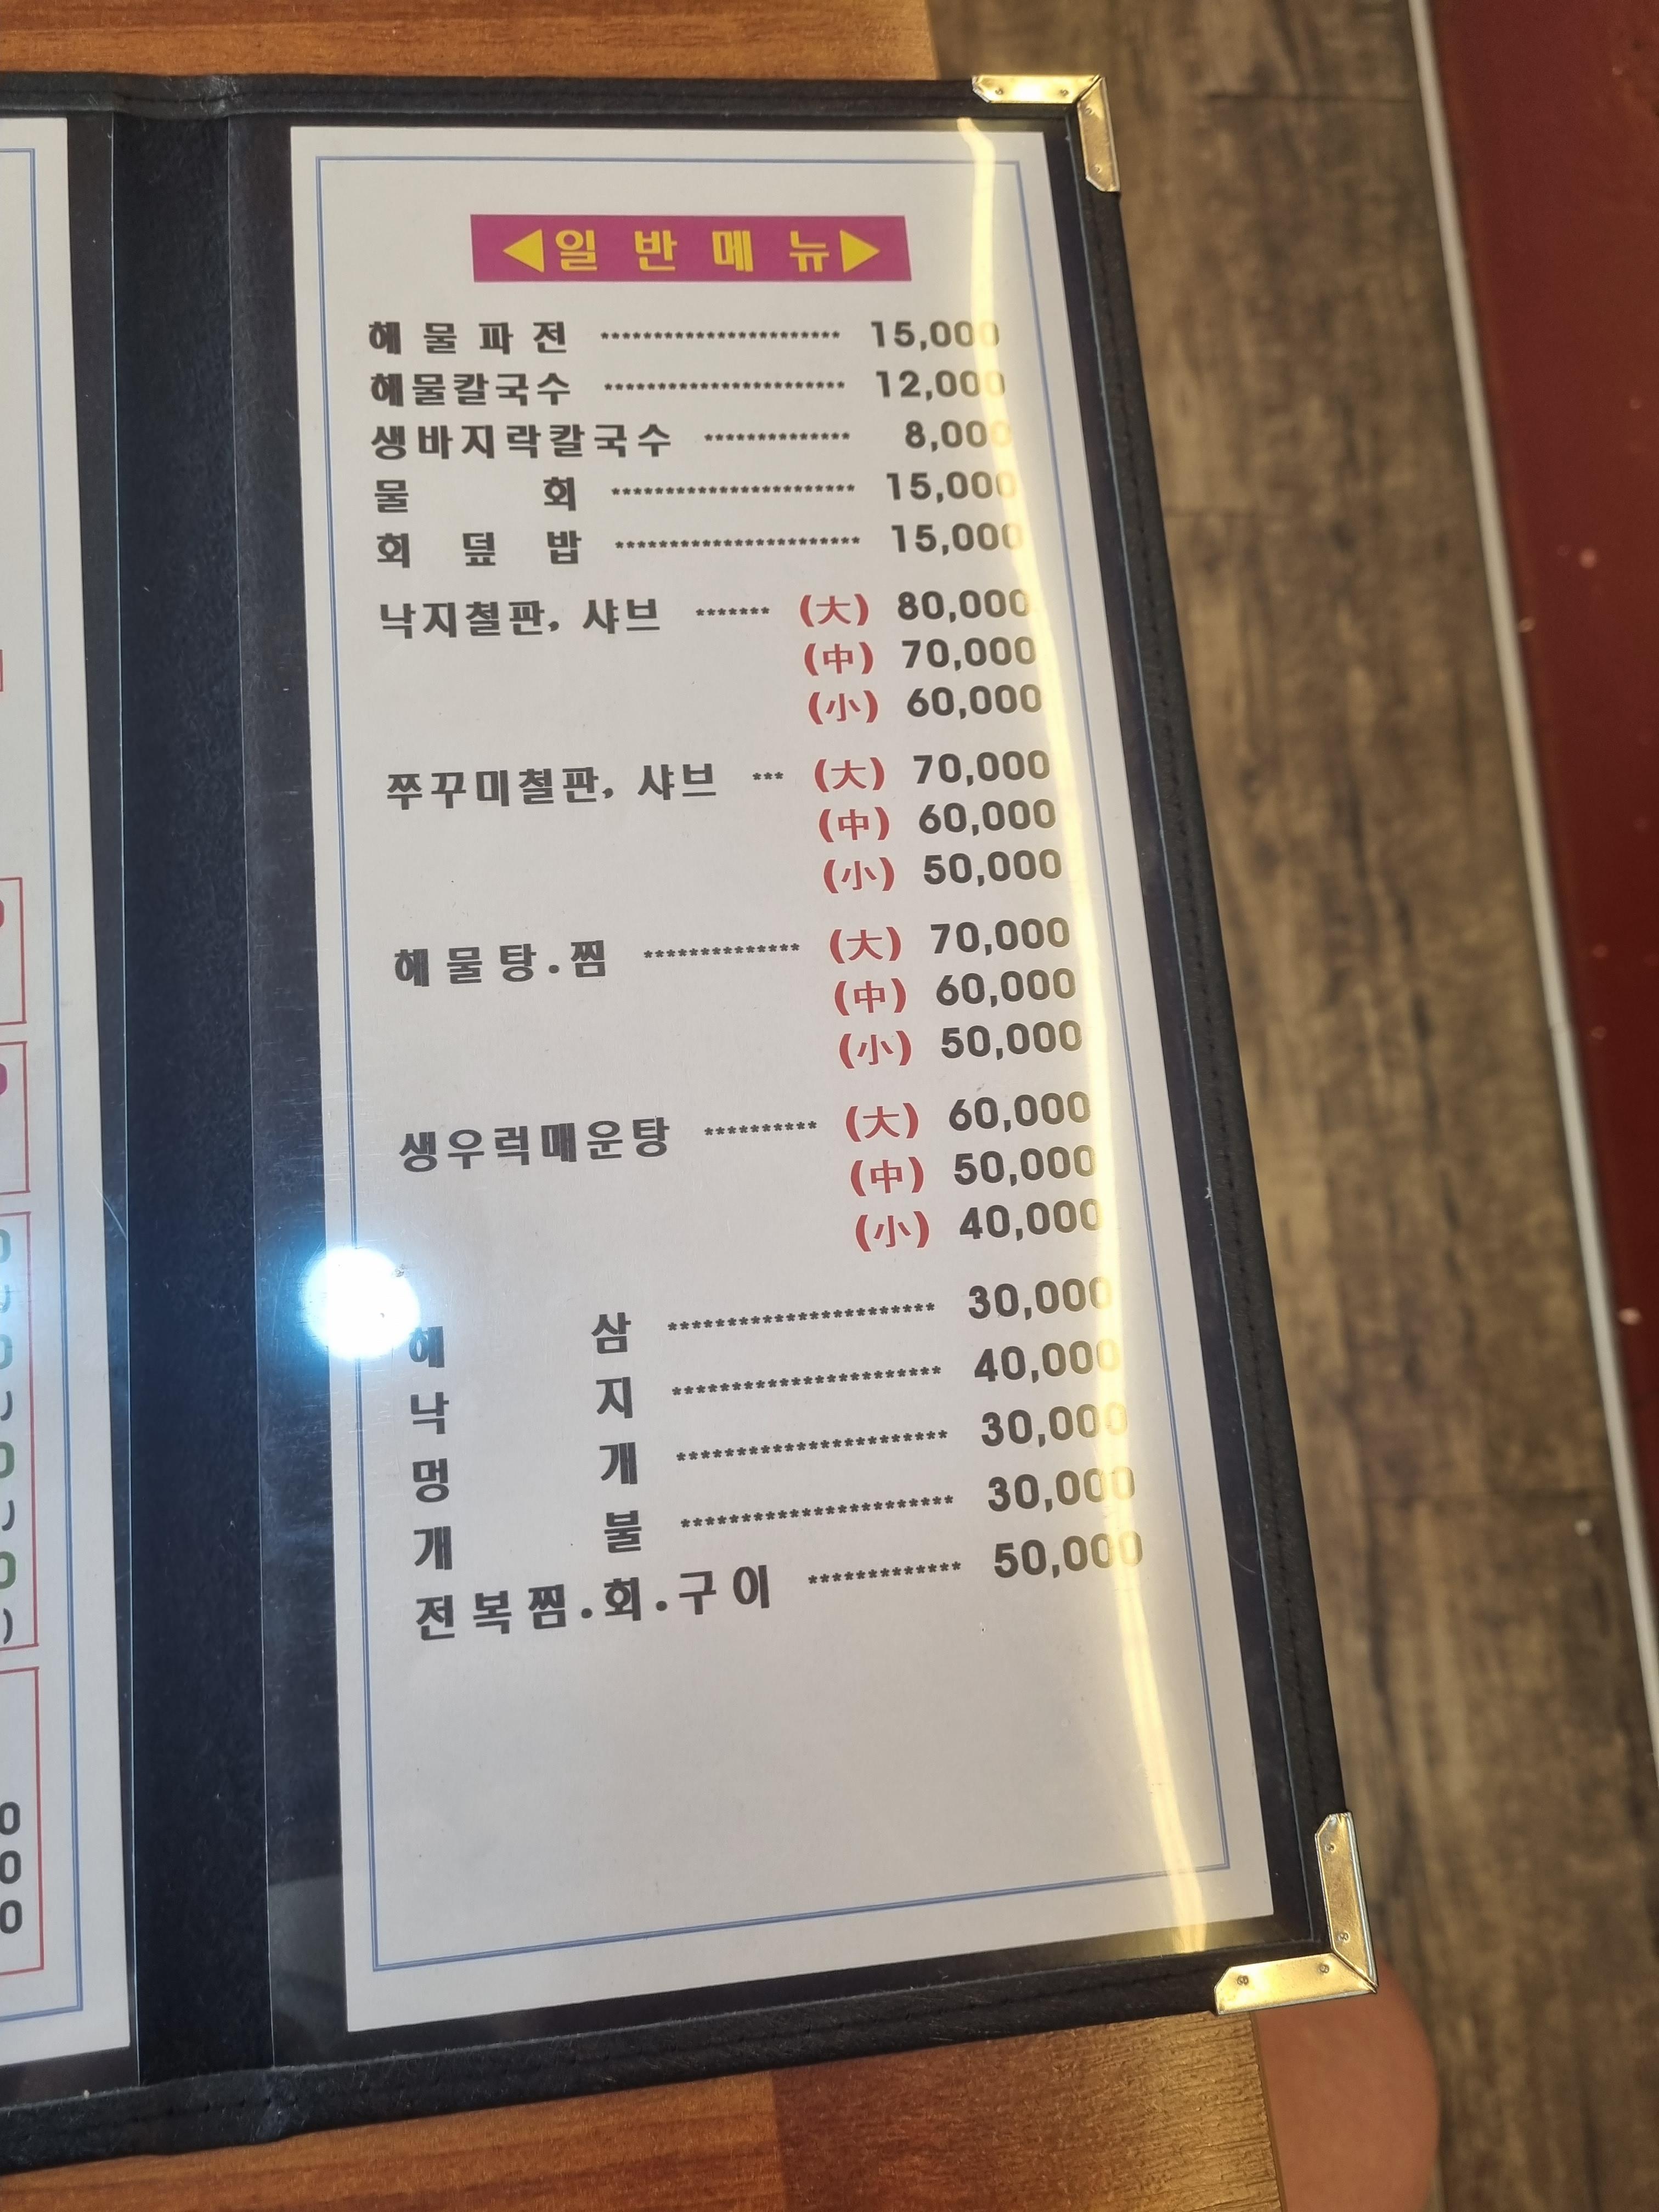 ◀일 반 메 뉴▶
해 물 파 전 ********************** 15,000
해물칼국수 ********************** 12,000
생바지락칼국수 ************** 8,000
물 회 ********************** 15,000
회 덮 밥 ********************** 15,000
낙지철판, 샤브 ******* (大) 80,000
(中) 70,000
(小) 60,000
쭈꾸미철판, 샤브 *** (大) 70,000
(中) 60,000
(小) 50,000
해물탕.찜 ************** (大) 70,000
(中) 60,000
(小) 50,000
생우럭매운탕 ********** (大) 60,000
(中) 50,000
(小) 40,000
해 삼 ********************** 30,000
낙 지 ********************** 40,000
멍 개 ********************** 30,000
개 불 ********************** 30,000
전복찜.회.구이 ************ 50,000